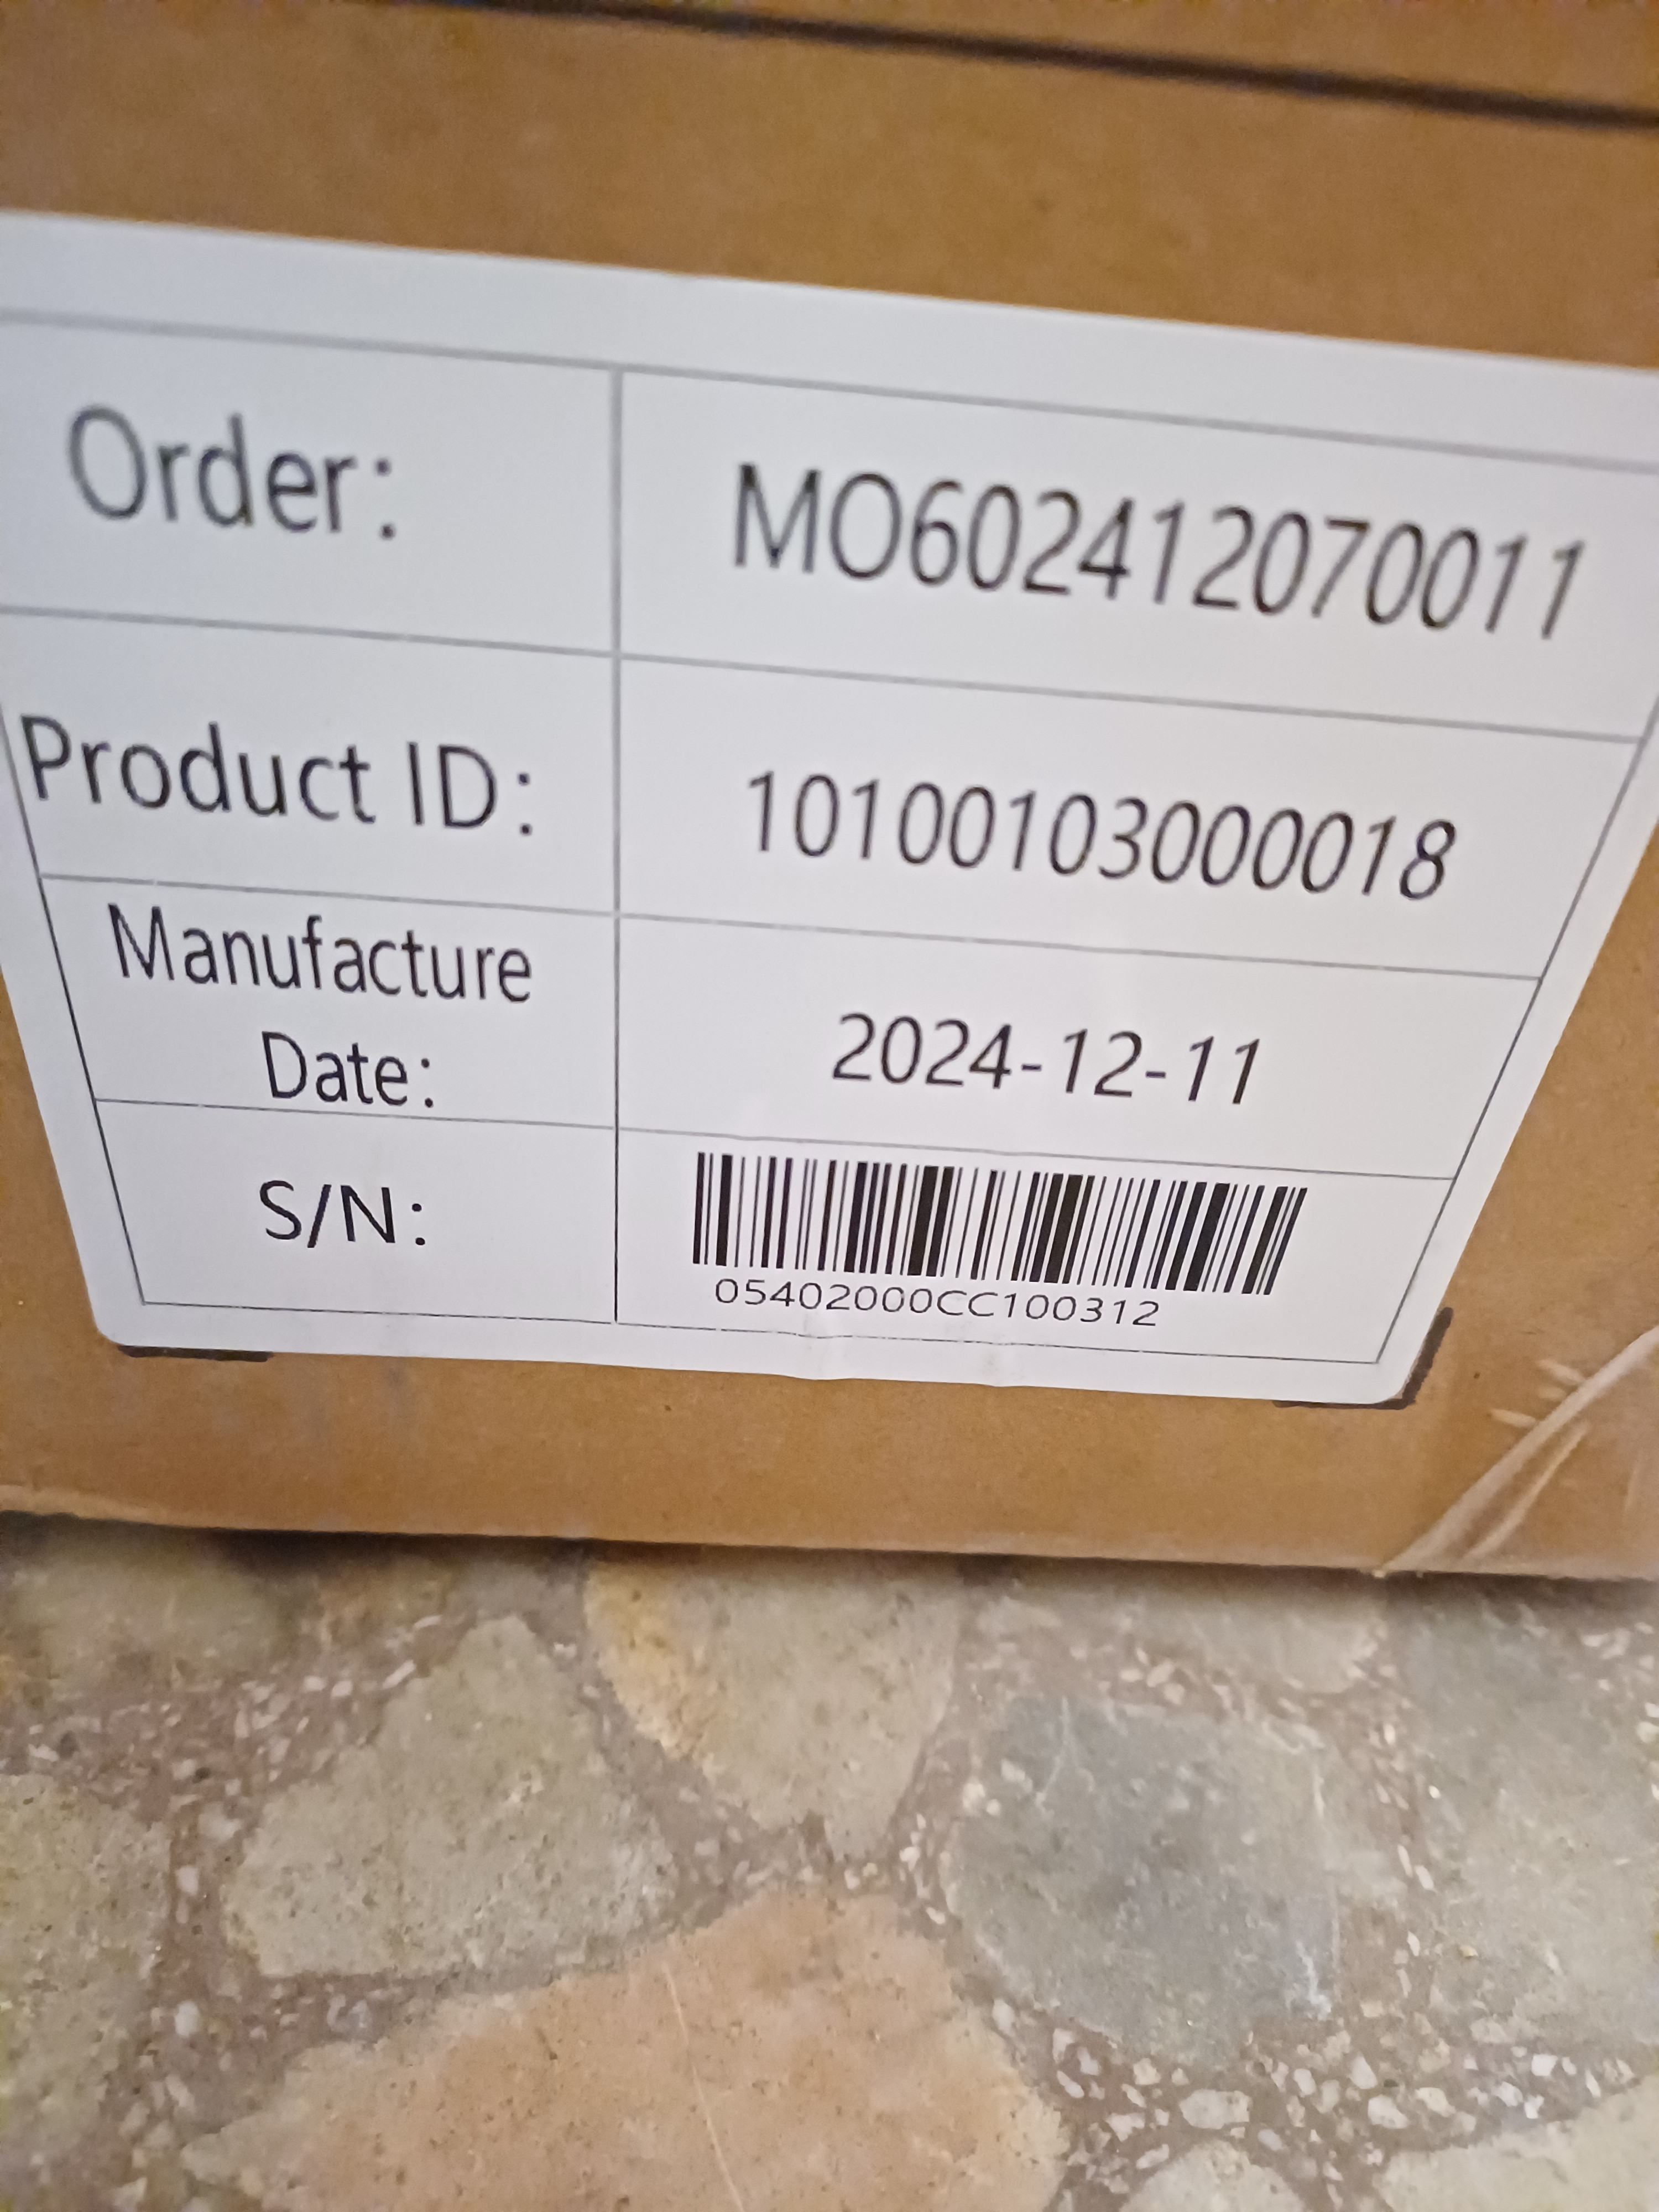 Order: MO602412070011
Product ID: 10100103000018
Manufacture
Date: 2024-12-11
S/N:
05402000CC100312